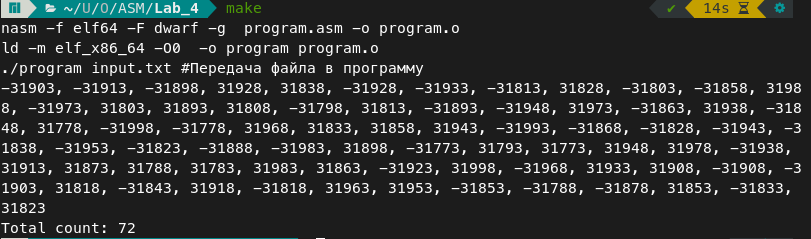 ~/U/O/ASM/Lab_4 make ✔ 14s
nasm -f elf64 -F dwarf -g  program.asm -o program.o
ld -m elf_x86_64 -O0  -o program program.o
./program input.txt #Передача файла в программу
-31903, -31913, -31898, 31928, 31838, -31928, -31933, -31813, 31828, -31803, -31858, 3198
8, -31973, 31803, 31893, 31808, -31798, 31813, -31893, -31948, 31973, -31863, 31938, -318
48, 31778, -31998, -31778, 31968, 31833, 31858, 31943, -31993, -31868, -31828, -31943, -3
1838, -31953, -31823, -31888, -31983, 31898, -31773, 31793, 31773, 31948, 31978, -31938,
31913, 31873, 31788, 31783, 31983, 31863, -31923, 31998, -31968, 31933, 31908, -31908, -3
1903, 31818, -31843, 31918, -31818, 31963, 31953, -31853, -31788, -31878, 31853, -31833,
31823
Total count: 72